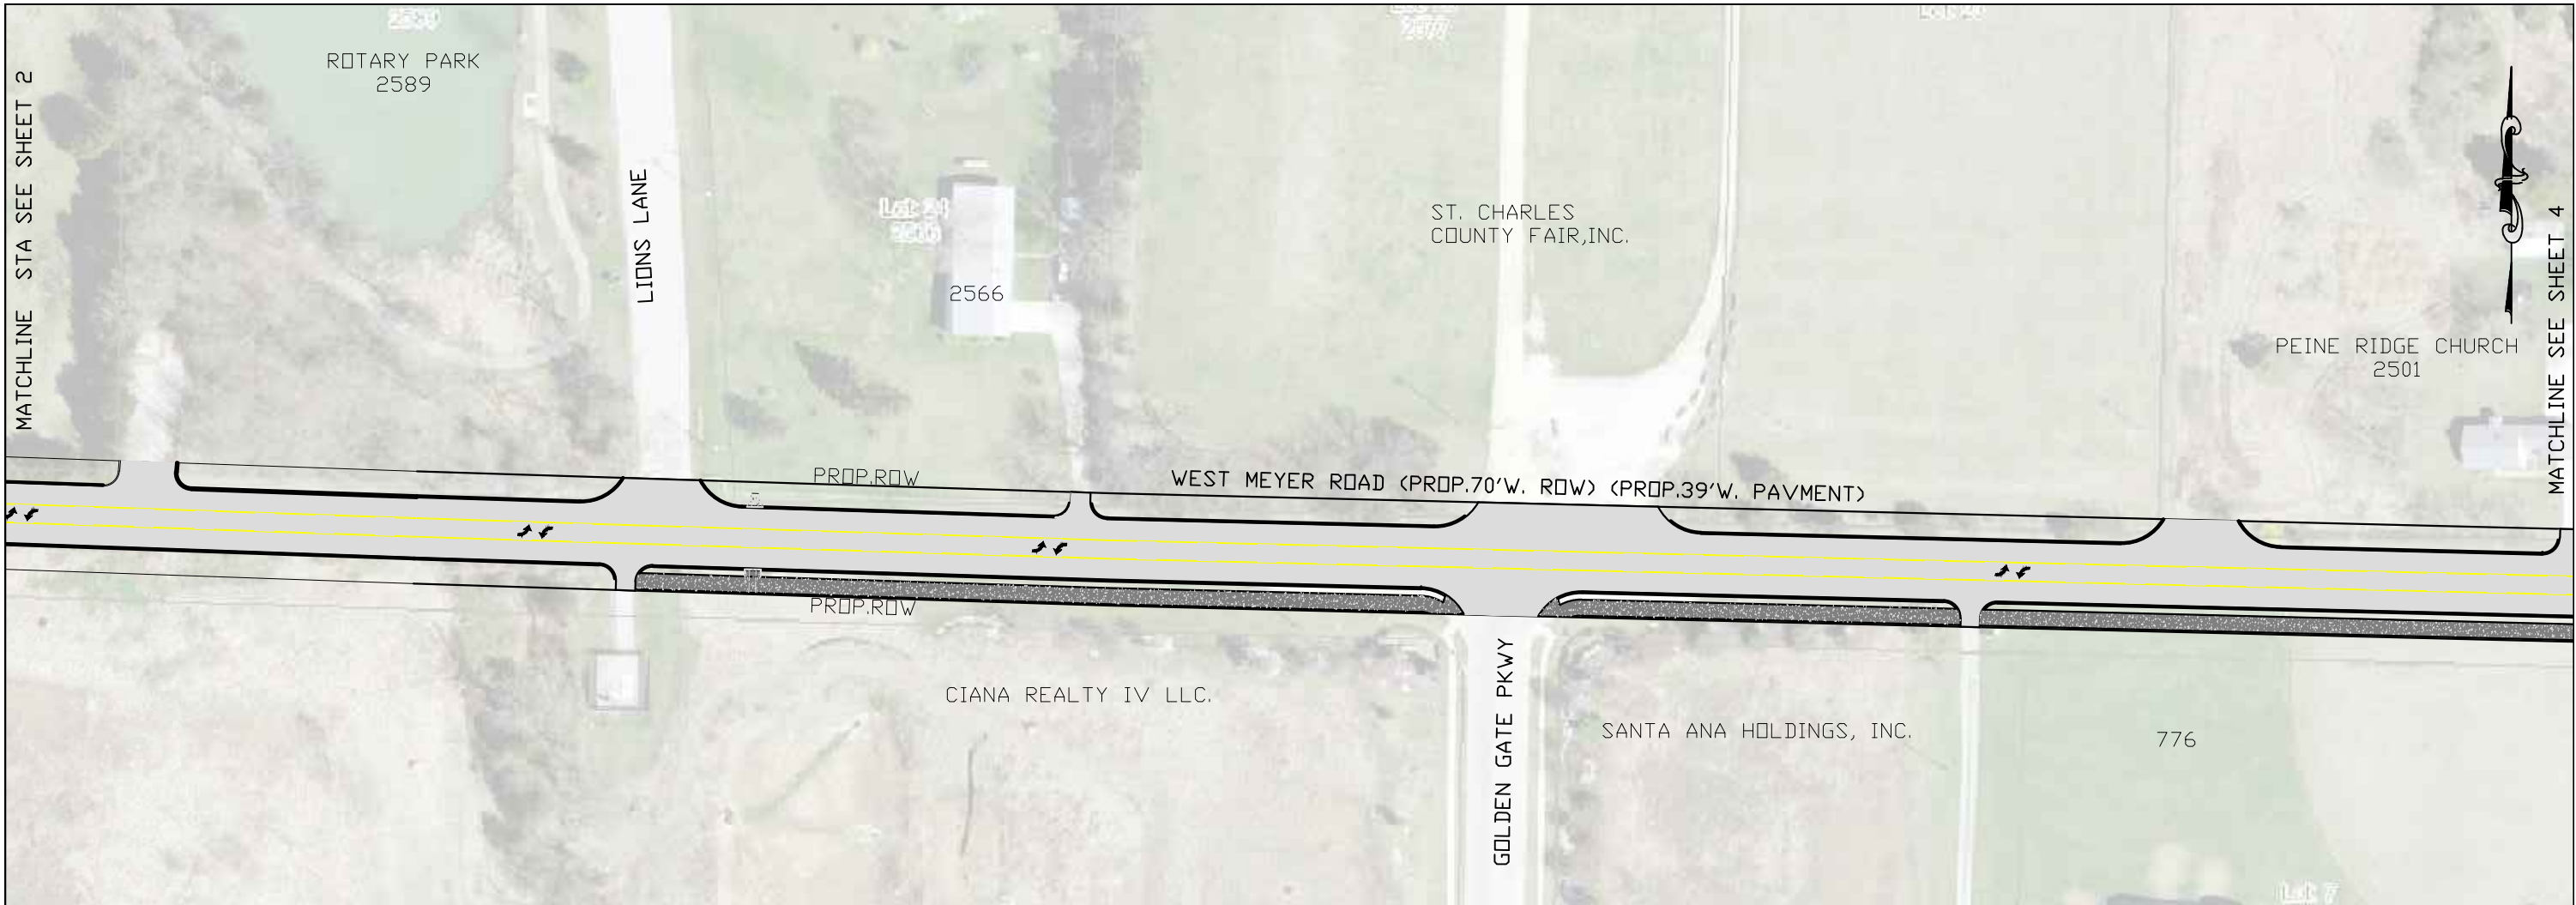 ROTARY PARK
2589
MATCHLINE STA SEE SHEET 2
LIONS LANE
ST. CHARLES
COUNTY FAIR,INC.
2566
PEINE RIDGE CHURCH
2501
MATCHLINE SEE SHEET 4
PROP.ROW
WEST MEYER ROAD (PROP.70'W. ROW) (PROP.39'W. PAVMENT)
PROP.ROW
CIANA REALTY IV LLC.
GOLDEN GATE PKWY
SANTA ANA HOLDINGS, INC.
776
Lot 7